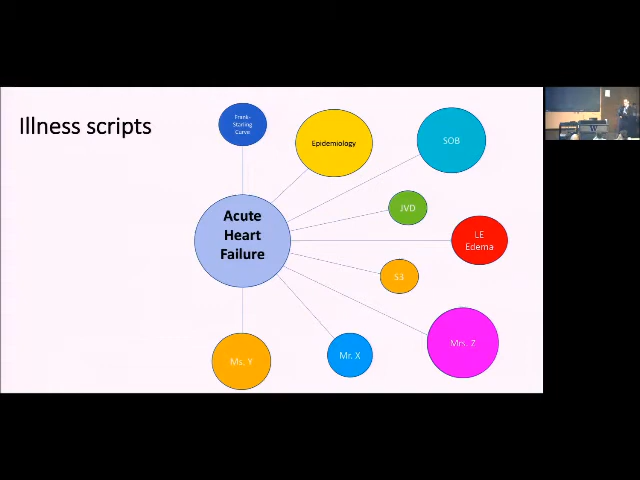 Illness scripts
Frank-
Starling
Curve
Epidemiology
SOB
JVD
Acute
Heart
Failure
LE
Edema
S3
Mrs. Z
Mr. X
Ms. Y